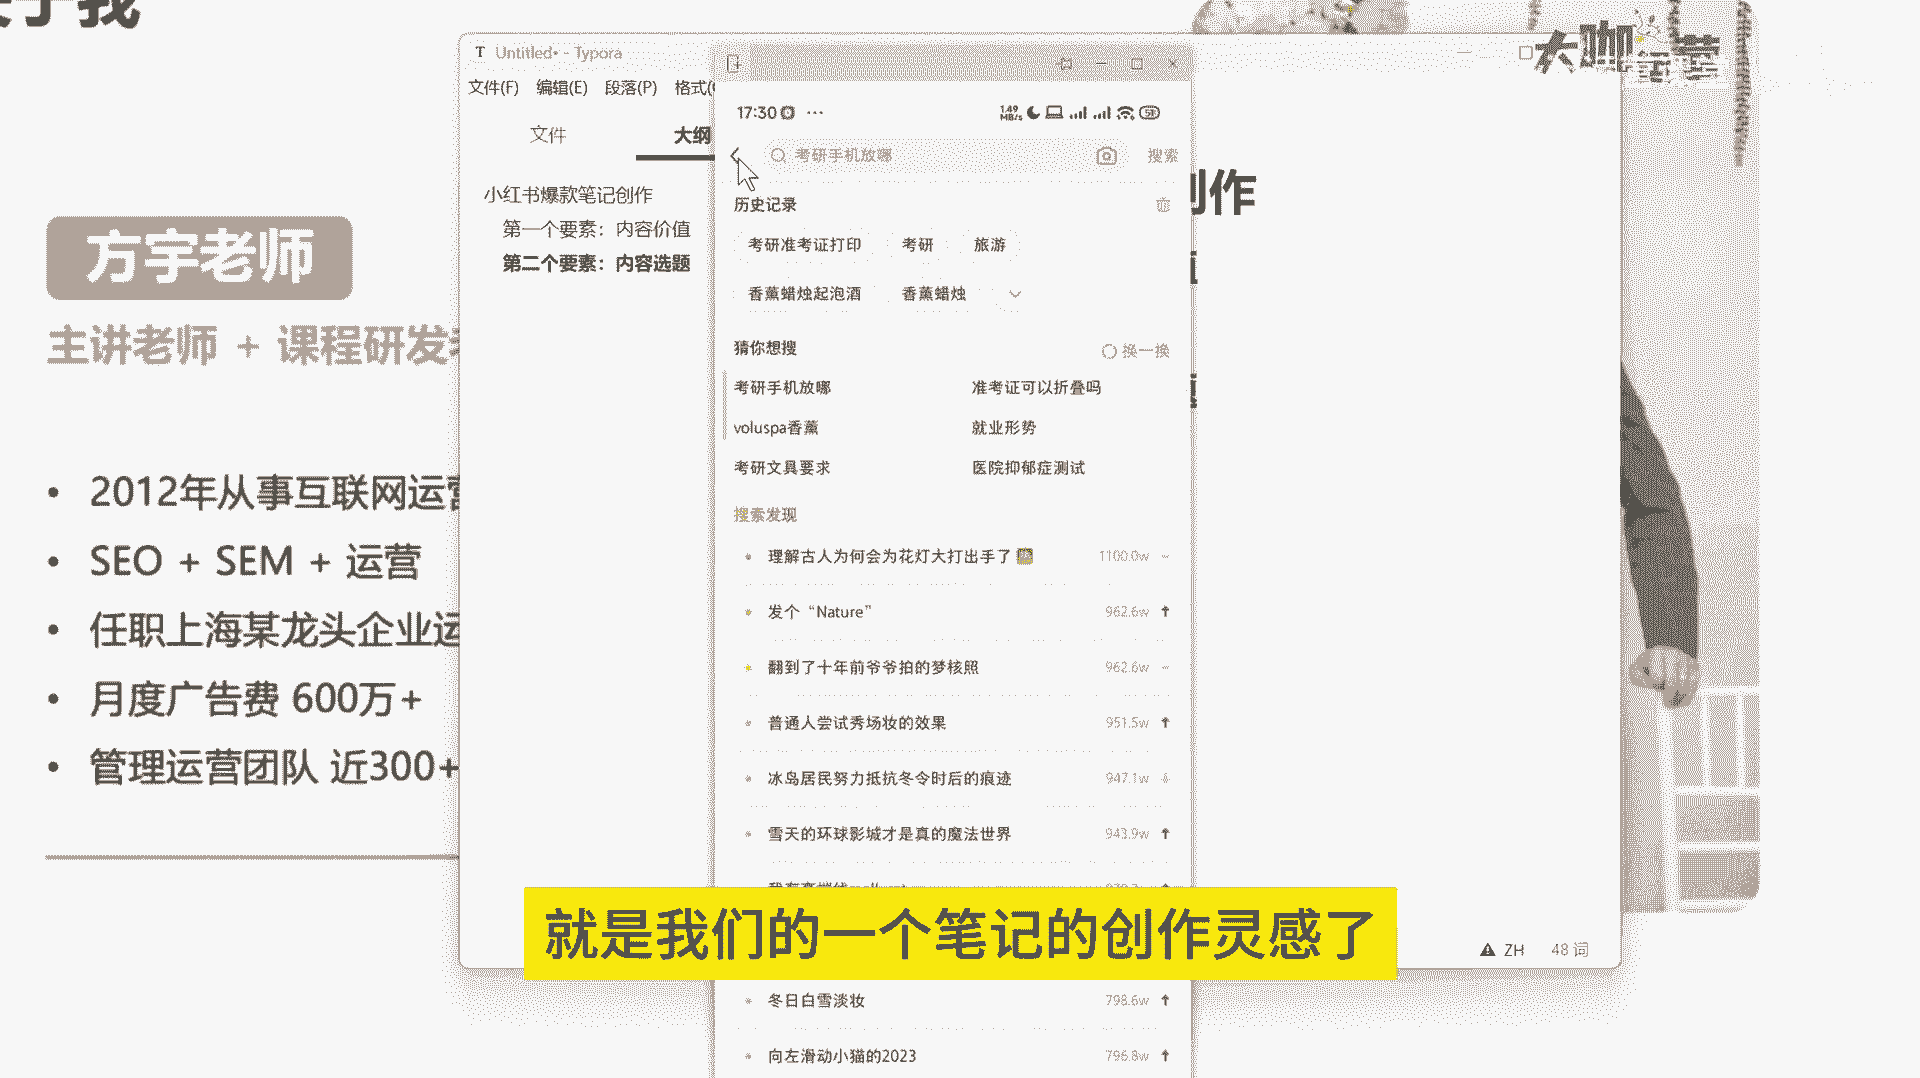 于我
大咖运营
T Untitled• - Typora
文件(F) 编辑(E) 段落(P) 格式(
文件
大纲
小红书爆款笔记创作
第一个要素：内容价值
第二个要素：内容选题
创作
方宇老师
主讲老师 + 课程研发
• 2012年从事互联网运营
• SEO + SEM + 运营
• 任职上海某龙头企业运
• 月度广告费 600万+
• 管理运营团队 近300+
17:30 ···
1.49 MB/s
51
考研手机放哪
搜索
历史记录
考研准考证打印 考研 旅游
香薰蜡烛起泡酒 香薰蜡烛
猜你想搜
换一换
考研手机放哪 准考证可以折叠吗
voluspa香薰 就业形势
考研文具要求 医院抑郁症测试
搜索发现
理解古人为何会为花灯大打出手了 1100.0w
发个“Nature” 962.6w
翻到了十年前爷爷拍的梦核照 962.6w
普通人尝试秀场妆的效果 951.5w
冰岛居民努力抵抗冬令时后的痕迹 947.1w
雪天的环球影城才是真的魔法世界 943.9w
就是我们的一个笔记的创作灵感了
冬日白雪淡妆 798.6w
向左滑动小猫的2023 796.8w
ZH 48 词